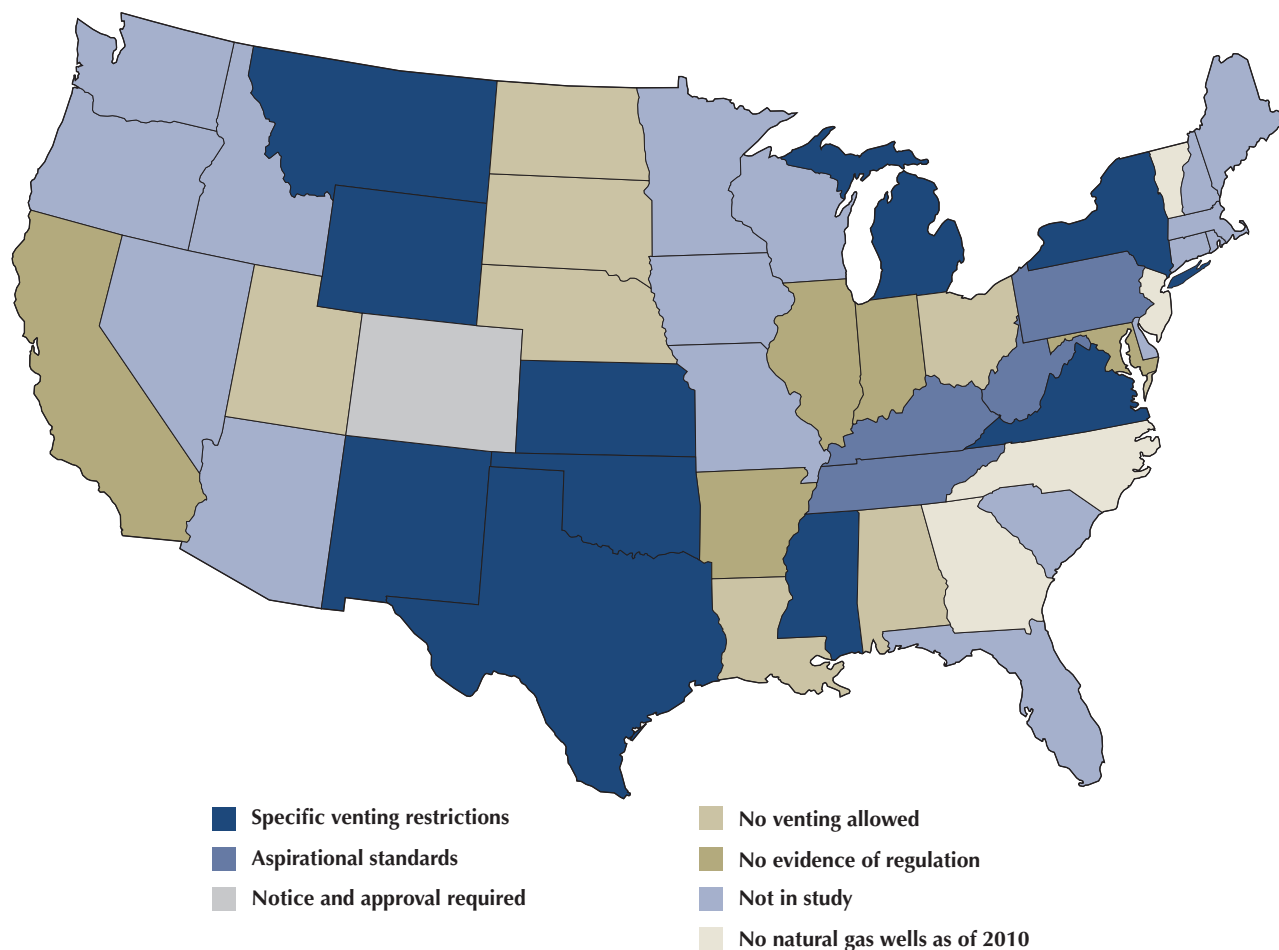 Specific venting restrictions
Aspirational standards
Notice and approval required
No venting allowed
No evidence of regulation
Not in study
No natural gas wells as of 2010